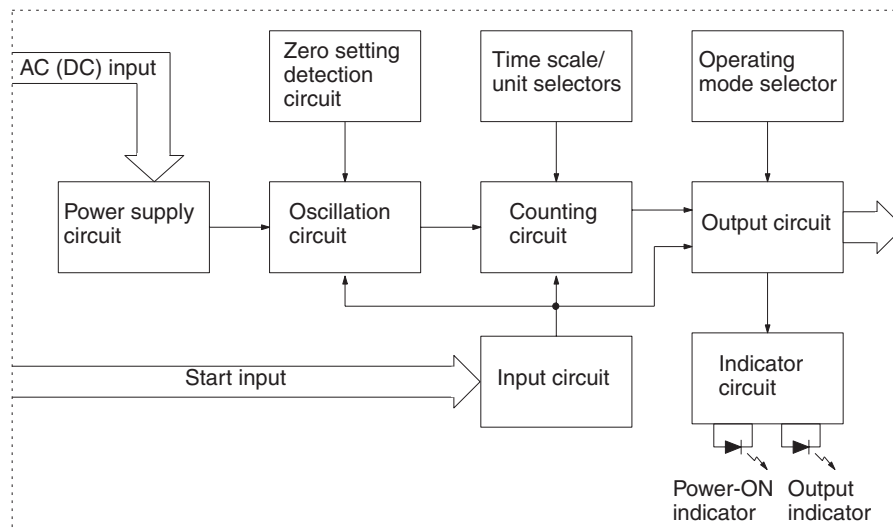 AC (DC) input
Zero setting
detection
circuit
Time scale/
unit selectors
Operating
mode selector
Power supply
circuit
Oscillation
circuit
Counting
circuit
Output circuit
Start input
Input circuit
Indicator
circuit
Power-ON
indicator
Output
indicator